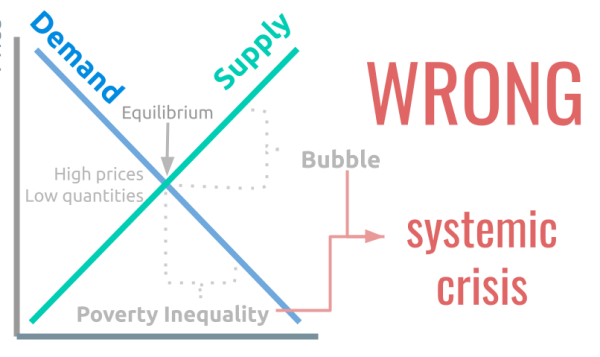 Demand
Supply
WRONG
Equilibrium
Bubble
High prices
Low quantities
systemic
crisis
Poverty Inequality